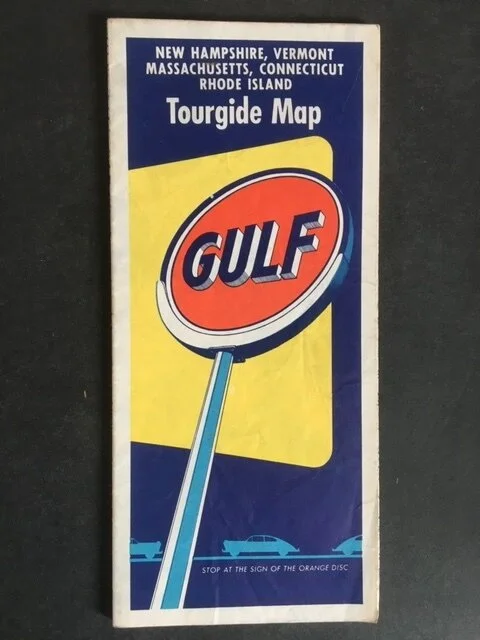 NEW HAMPSHIRE, VERMONT
MASSACHUSETTS, CONNECTICUT
RHODE ISLAND
Tourgide Map
GULF
STOP AT THE SIGN OF THE ORANGE DISC